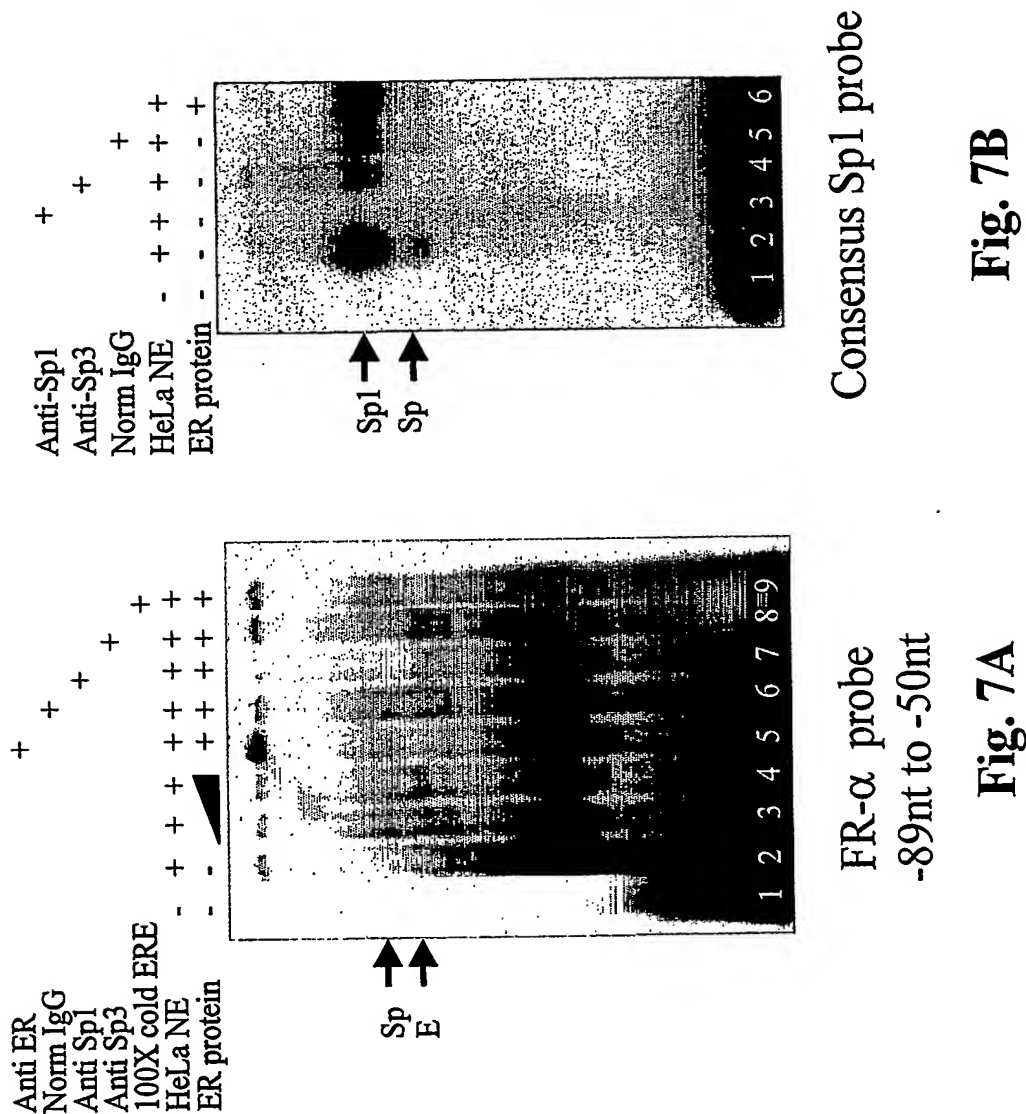 Anti ER +
Norm IgG +
Anti Sp1 +
Anti Sp3 +
100X cold ERE +
HeLa NE - + + + + + + + +
ER protein - - + + + + +
Sp
E
1 2 3 4 5 6 7 8 9
FR-α probe
-89nt to -50nt
Fig. 7A
Anti-Sp1 +
Anti-Sp3 +
Norm IgG +
HeLa NE - + + + + +
ER protein - - - - - +
Sp1
Sp
1 2 3 4 5 6
Consensus Sp1 probe
Fig. 7B